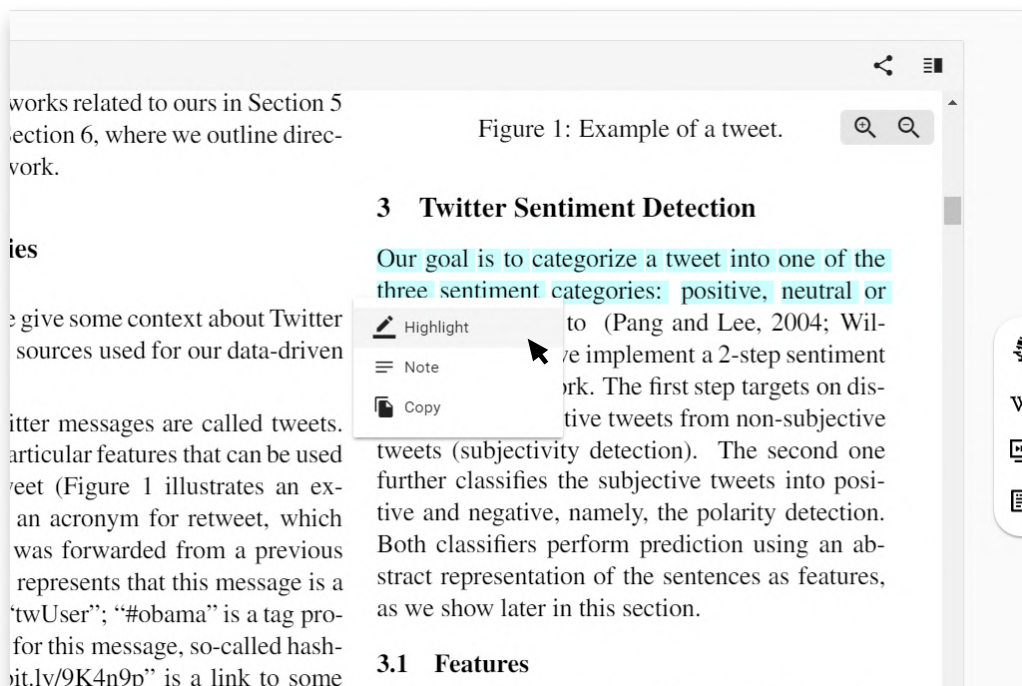 works related to ours in Section 5
ection 6, where we outline direc-
work.
ies
give some context about Twitter
sources used for our data-driven
itter messages are called tweets.
articular features that can be used
eet (Figure 1 illustrates an ex-
an acronym for retweet, which
was forwarded from a previous
represents that this message is a
“twUser”; “#obama” is a tag pro-
for this message, so-called hash-
bit.ly/9K4n9p” is a link to some
Figure 1: Example of a tweet.
3 Twitter Sentiment Detection
Our goal is to categorize a tweet into one of the
three sentiment categories: positive, neutral or
to (Pang and Lee, 2004; Wil-
ve implement a 2-step sentiment
ork. The first step targets on dis-
tive tweets from non-subjective
tweets (subjectivity detection). The second one
further classifies the subjective tweets into posi-
tive and negative, namely, the polarity detection.
Both classifiers perform prediction using an ab-
stract representation of the sentences as features,
as we show later in this section.
3.1 Features
Highlight
Note
Copy